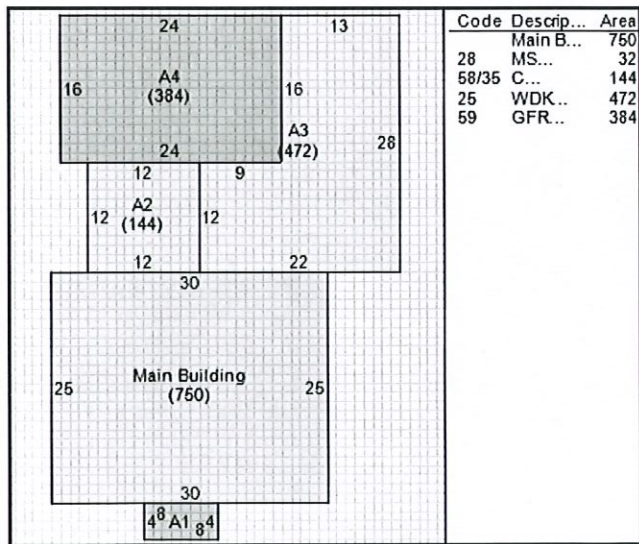 24
13
16
A4
(384)
16
A3
(472)
28
24
12
9
12
A2
(144)
12
12
22
30
25
Main Building
(750)
25
30
4 8 A1 8 4
Code Descrip... Area
Main B... 750
28 MS... 32
58/35 C... 144
25 WDK... 472
59 GFR... 384